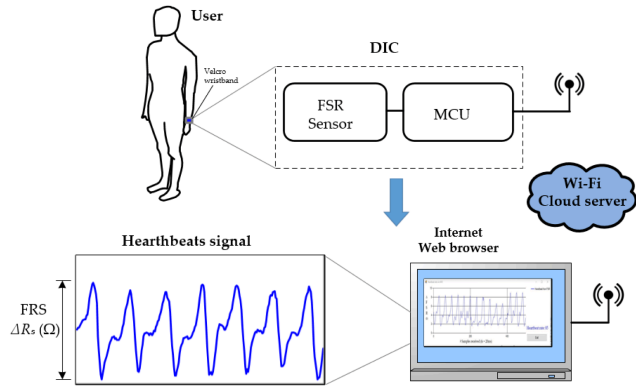 User
Velcro
wristband
DIC
FSR
Sensor
MCU
Wi-Fi
Cloud server
Hearthbeats signal
Internet
Web browser
FRS
ΔRs (Ω)